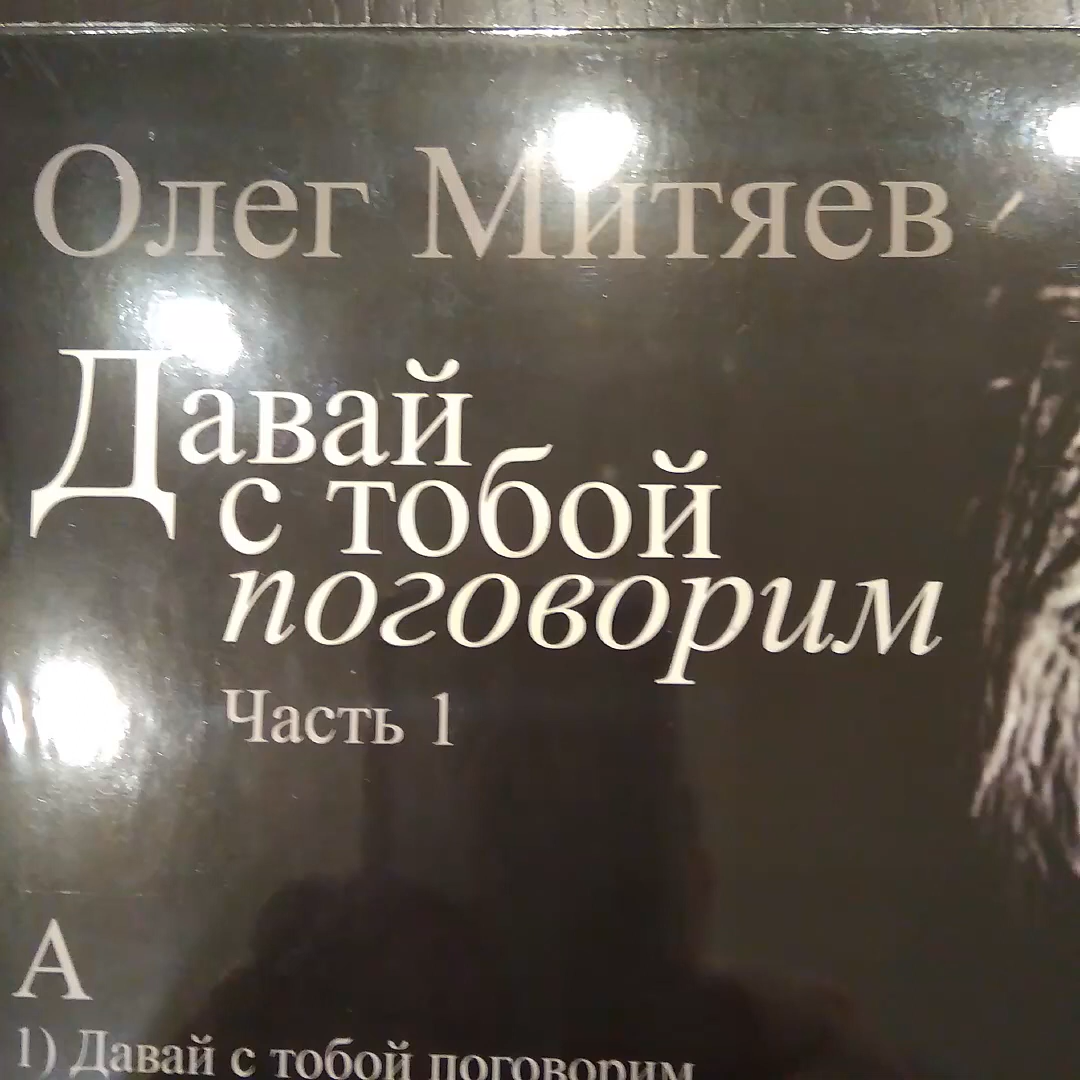 Олег Митяев
Давай
с тобой
поговорим
Часть 1
А
1) Давай с тобой поговорим